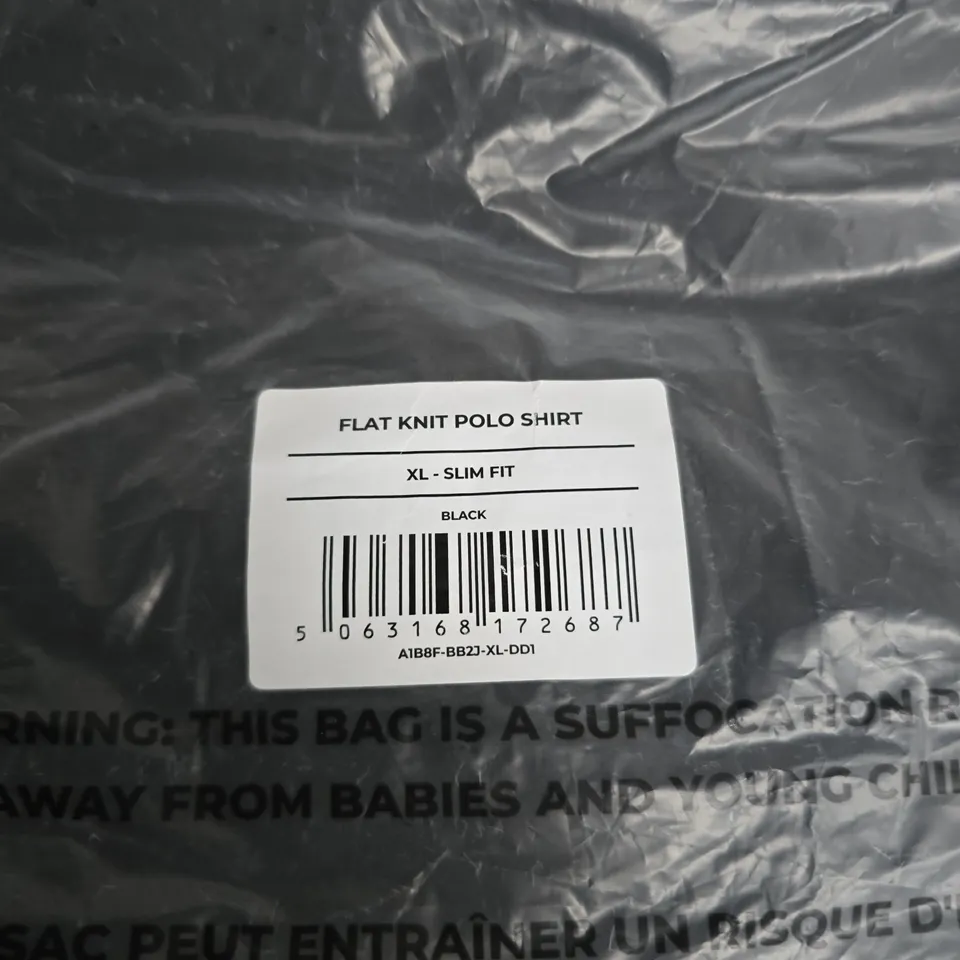 FLAT KNIT POLO SHIRT
XL - SLIM FIT
BLACK
5 063168 172687
A1B8F-BB2J-XL-DD1
RNING: THIS BAG IS A SUFFOCATION R
AWAY FROM BABIES AND YOUNG CHIL
SAC PEUT ENTRAÎNER UN RISQUE D'